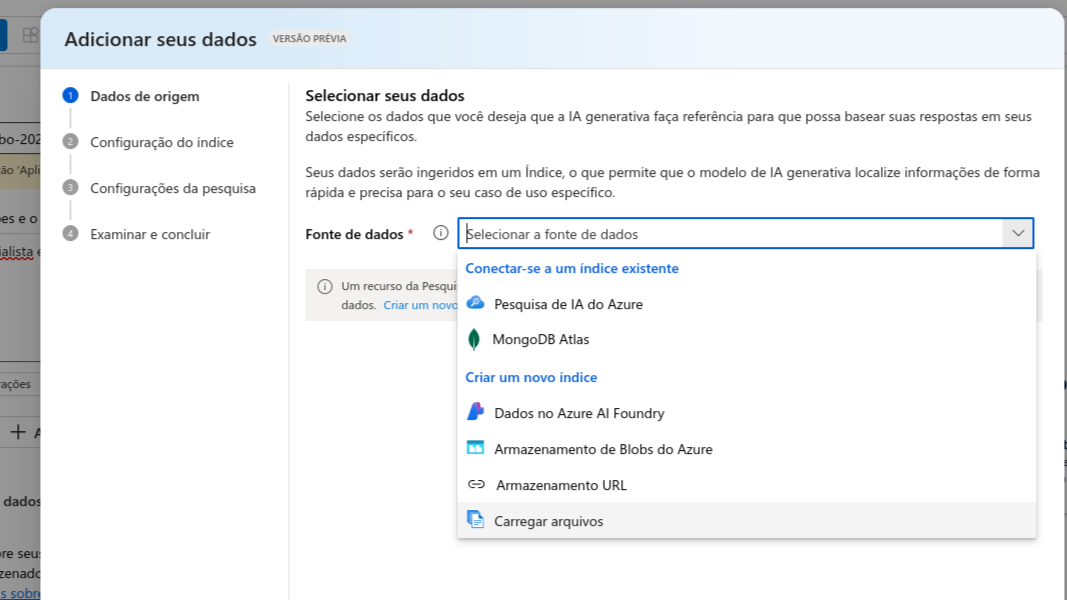 Adicionar seus dados VERSÃO PRÉVIA
1 Dados de origem
2 Configuração do índice
3 Configurações da pesquisa
4 Examinar e concluir
Selecionar seus dados
Selecione os dados que você deseja que a IA generativa faça referência para que possa basear suas respostas em seus
dados específicos.
Seus dados serão ingeridos em um Índice, o que permite que o modelo de IA generativa localize informações de forma
rápida e precisa para o seu caso de uso específico.
Fonte de dados *
Selecionar a fonte de dados
Um recurso da Pesqui
dados. Criar um novo
Conectar-se a um índice existente
Pesquisa de IA do Azure
MongoDB Atlas
Criar um novo índice
Dados no Azure AI Foundry
Armazenamento de Blobs do Azure
Armazenamento URL
Carregar arquivos
bo-202
ão 'Apli
es e o
ialista e
rações
+ A
dados
re seus
zenado
s sobre